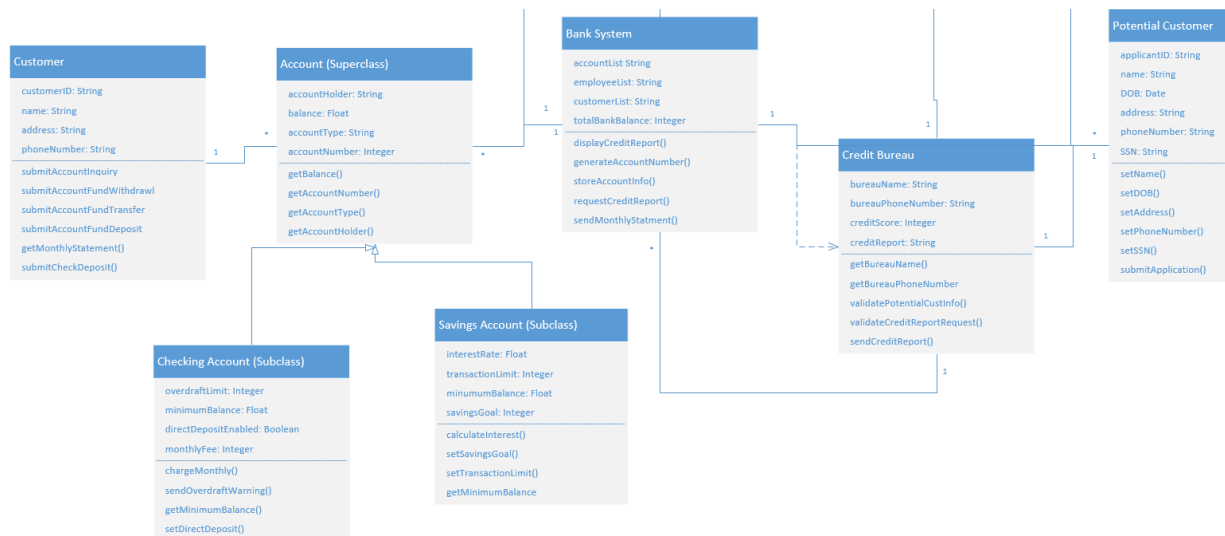 Customer
customerID: String
name: String
address: String
phoneNumber: String
submitAccountInquiry
submitAccountFundWithdrawl
submitAccountFundTransfer
submitAccountFundDeposit
getMonthlyStatement()
submitCheckDeposit()
1
*
Account (Superclass)
accountHolder: String
balance: Float
accountType: String
accountNumber: Integer
getBalance()
getAccountNumber()
getAccountType()
getAccountHolder()
*
1
1
Bank System
accountList String
employeeList: String
customerList: String
totalBankBalance: Integer
displayCreditReport()
generateAccountNumber()
storeAccountInfo()
requestCreditReport()
sendMonthlyStatment()
1
*
1
Credit Bureau
bureauName: String
bureauPhoneNumber: String
creditScore: Integer
creditReport: String
getBureauName()
getBureauPhoneNumber
validatePotentialCustInfo()
validateCreditReportRequest()
sendCreditReport()
1
1
*
1
Potential Customer
applicantID: String
name: String
DOB: Date
address: String
phoneNumber: String
SSN: String
setName()
setDOB()
setAddress()
setPhoneNumber()
setSSN()
submitApplication()
Checking Account (Subclass)
overdraftLimit: Integer
minimumBalance: Float
directDepositEnabled: Boolean
monthlyFee: Integer
chargeMonthly()
sendOverdraftWarning()
getMinimumBalance()
setDirectDeposit()
Savings Account (Subclass)
interestRate: Float
transactionLimit: Integer
minumumBalance: Float
savingsGoal: Integer
calculateInterest()
setSavingsGoal()
setTransactionLimit()
getMinimumBalance